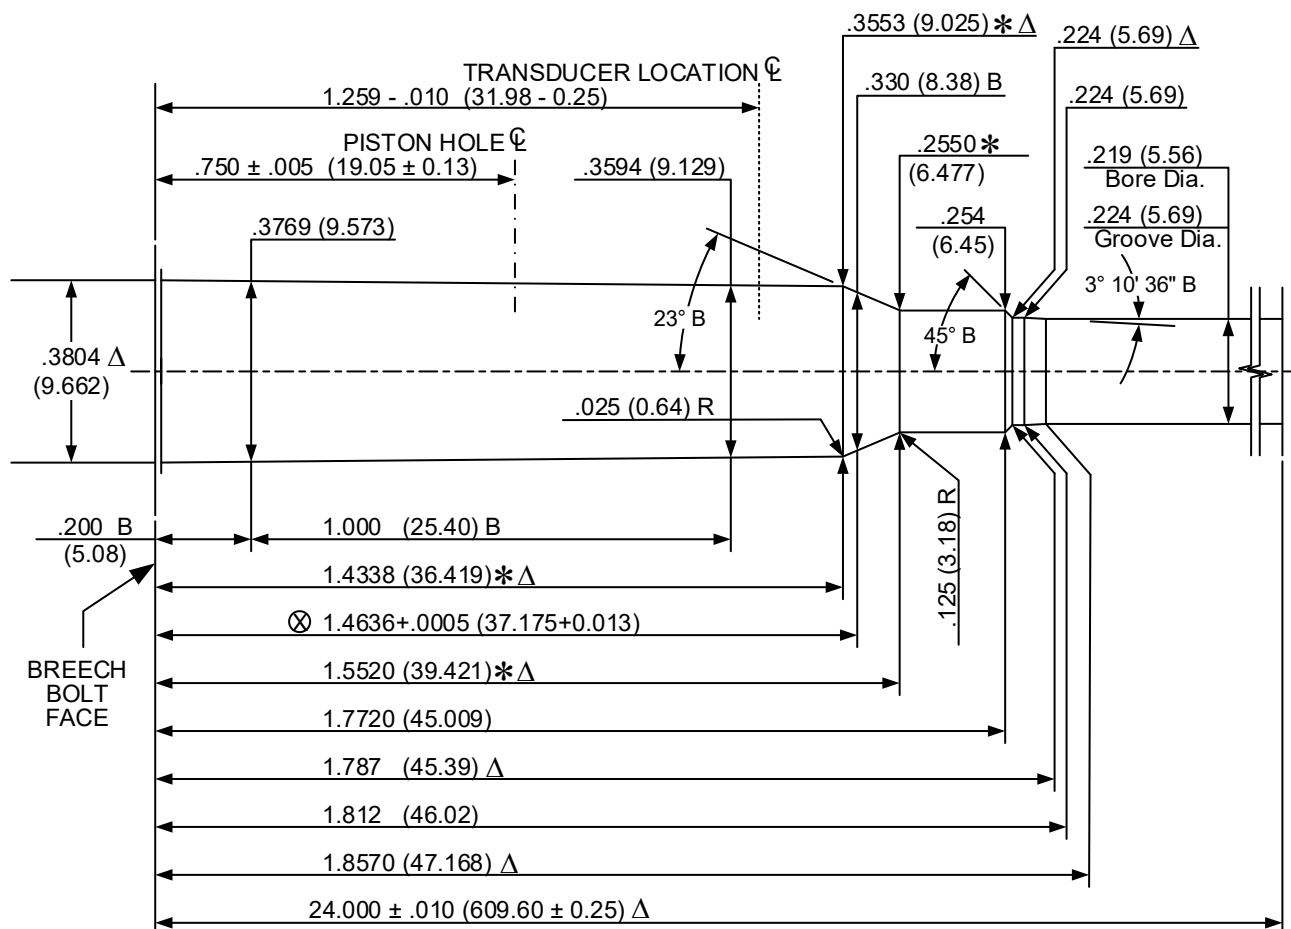 .3553 (9.025) ✻ Δ
.224 (5.69) Δ
TRANSDUCER LOCATION ℄
.330 (8.38) B
1.259 - .010 (31.98 - 0.25)
.224 (5.69)
PISTON HOLE ℄
.2550 ✻
(6.477)
.219 (5.56)
Bore Dia.
.750 ± .005 (19.05 ± 0.13)
.3594 (9.129)
.3769 (9.573)
.254
(6.45)
.224 (5.69)
Groove Dia.
3° 10' 36" B
23° B
45° B
.3804 Δ
(9.662)
.025 (0.64) R
.125 (3.18) R
.200 B
(5.08)
1.000 (25.40) B
1.4338 (36.419) ✻ Δ
⊗ 1.4636+.0005 (37.175+0.013)
BREECH
BOLT
FACE
1.5520 (39.421) ✻ Δ
1.7720 (45.009)
1.787 (45.39) Δ
1.812 (46.02)
1.8570 (47.168) Δ
24.000 ± .010 (609.60 ± 0.25) Δ